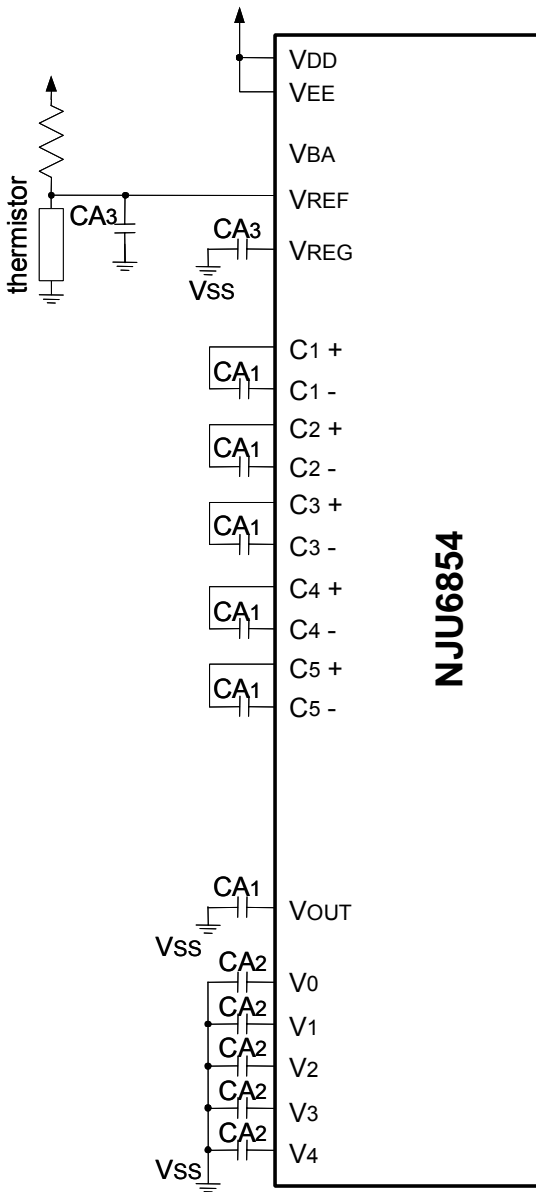 VDD
VEE
VBA
VREF
thermistor
CA3
CA3
VREG
VSS
C1 +
CA1
C1 -
C2 +
CA1
C2 -
C3 +
CA1
C3 -
C4 +
CA1
C4 -
C5 +
CA1
C5 -
NJU6854
CA1
VOUT
VSS
CA2
V0
CA2
V1
CA2
V2
CA2
V3
CA2
V4
VSS